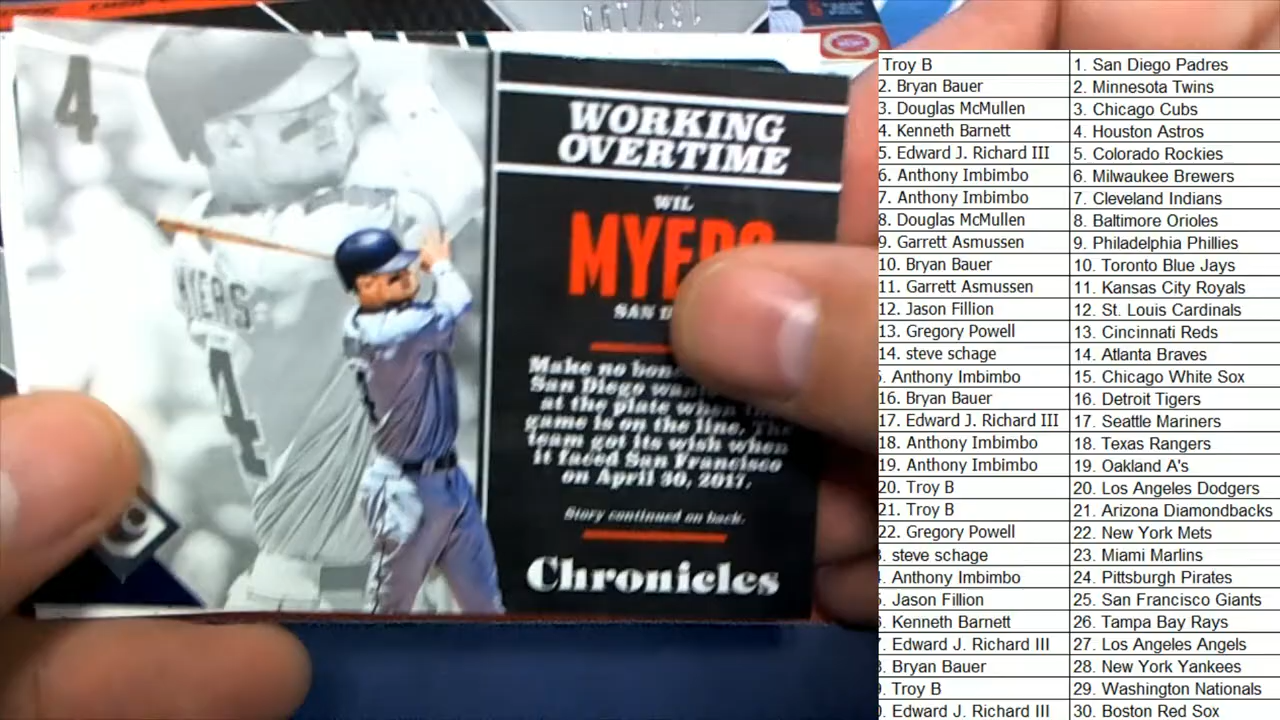 4
WORKING
OVERTIME
WIL
MYERS
SAN
Make no
San Diego
at the plate when
game is on the line. The
team got its wish when
it faced San Francisco
on April 30, 2017.
Story continued on back.
Chronicles
MYERS
4
Troy B 1. San Diego Padres
2. Bryan Bauer 2. Minnesota Twins
3. Douglas McMullen 3. Chicago Cubs
4. Kenneth Barnett 4. Houston Astros
5. Edward J. Richard III 5. Colorado Rockies
6. Anthony Imbimbo 6. Milwaukee Brewers
7. Anthony Imbimbo 7. Cleveland Indians
8. Douglas McMullen 8. Baltimore Orioles
9. Garrett Asmussen 9. Philadelphia Phillies
10. Bryan Bauer 10. Toronto Blue Jays
11. Garrett Asmussen 11. Kansas City Royals
12. Jason Fillion 12. St. Louis Cardinals
13. Gregory Powell 13. Cincinnati Reds
14. steve schage 14. Atlanta Braves
. Anthony Imbimbo 15. Chicago White Sox
16. Bryan Bauer 16. Detroit Tigers
17. Edward J. Richard III 17. Seattle Mariners
18. Anthony Imbimbo 18. Texas Rangers
19. Anthony Imbimbo 19. Oakland A's
20. Troy B 20. Los Angeles Dodgers
21. Troy B 21. Arizona Diamondbacks
22. Gregory Powell 22. New York Mets
. steve schage 23. Miami Marlins
. Anthony Imbimbo 24. Pittsburgh Pirates
. Jason Fillion 25. San Francisco Giants
. Kenneth Barnett 26. Tampa Bay Rays
. Edward J. Richard III 27. Los Angeles Angels
. Bryan Bauer 28. New York Yankees
. Troy B 29. Washington Nationals
. Edward J. Richard III 30. Boston Red Sox